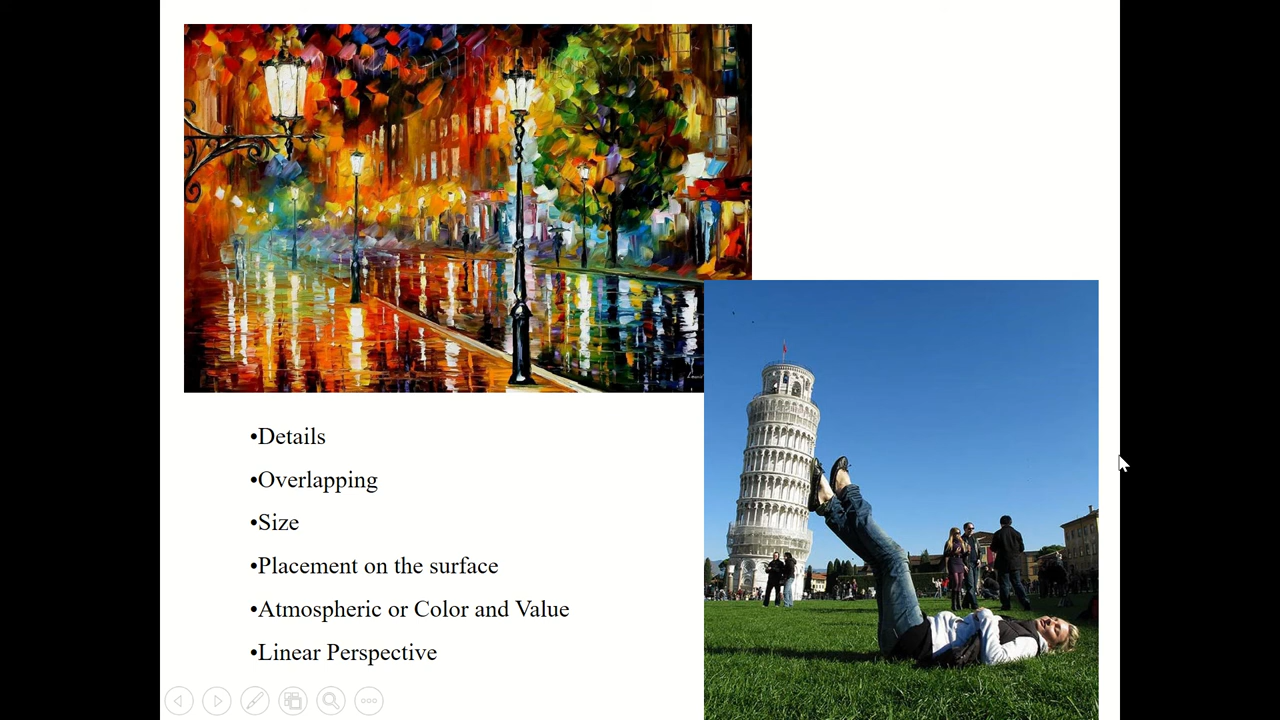 •Details
•Overlapping
•Size
•Placement on the surface
•Atmospheric or Color and Value
•Linear Perspective